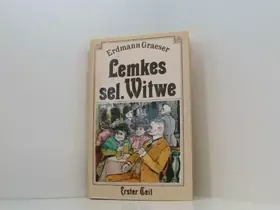 Erdmann Graeser
Lemkes
sel. Witwe
Erster Teil